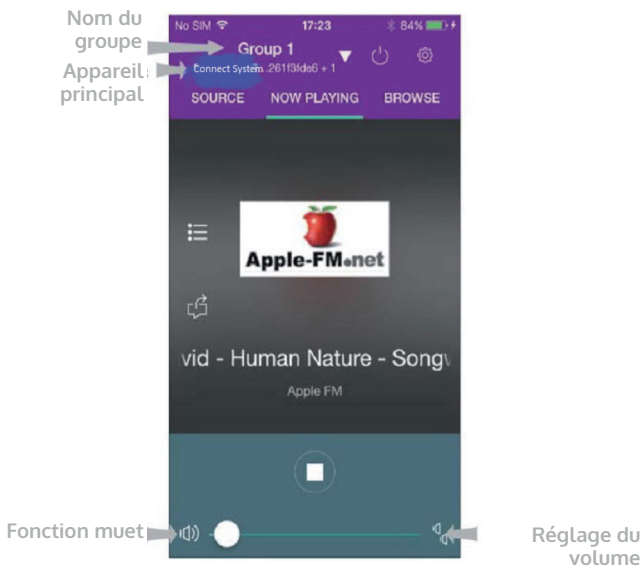 Nom du
groupe
Appareil
principal
No SIM 17:23 84%
Group 1
Connect System .261f3fde6 + 1
SOURCE NOW PLAYING BROWSE
Apple-FM.net
vid - Human Nature - Songv
Apple FM
Fonction muet
Réglage du
volume